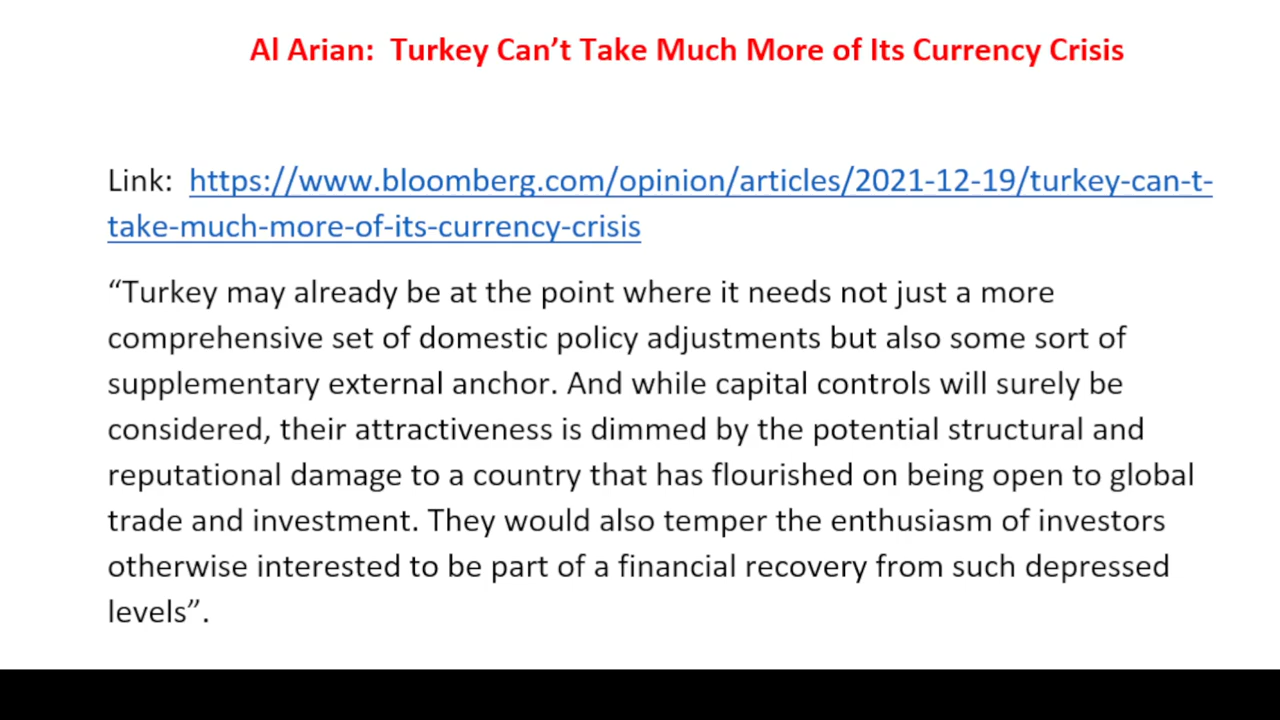 Al Arian:  Turkey Can’t Take Much More of Its Currency Crisis
Link:  https://www.bloomberg.com/opinion/articles/2021-12-19/turkey-can-t-
take-much-more-of-its-currency-crisis
“Turkey may already be at the point where it needs not just a more
comprehensive set of domestic policy adjustments but also some sort of
supplementary external anchor. And while capital controls will surely be
considered, their attractiveness is dimmed by the potential structural and
reputational damage to a country that has flourished on being open to global
trade and investment. They would also temper the enthusiasm of investors
otherwise interested to be part of a financial recovery from such depressed
levels”.